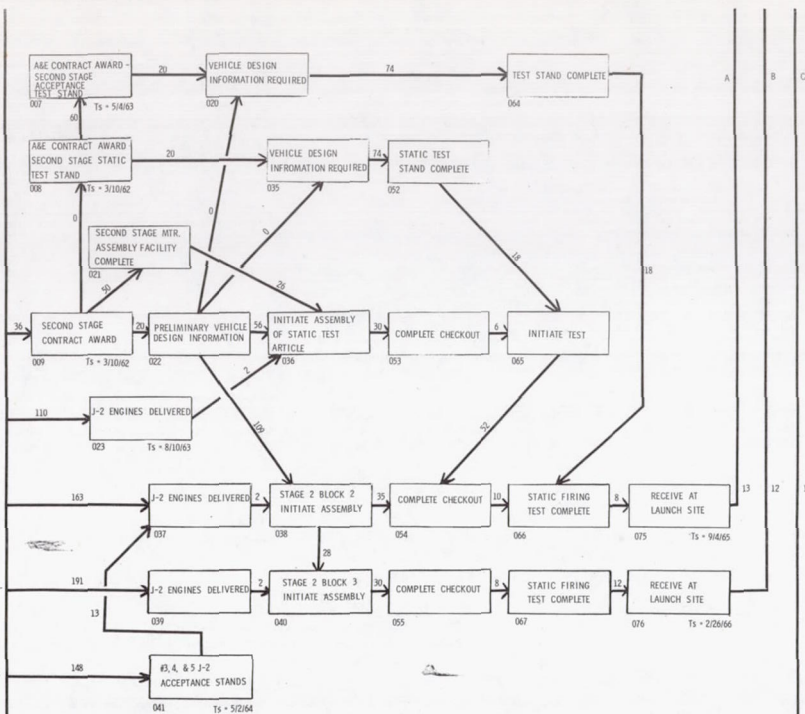 A
B
A&E CONTRACT AWARD -
SECOND STAGE
ACCEPTANCE
TEST STAND
007
Ts = 5/4/63
20
VEHICLE DESIGN
INFORMATION REQUIRED
020
74
TEST STAND COMPLETE
064
60
A&E CONTRACT AWARD
SECOND STAGE STATIC
TEST STAND
008
Ts = 3/10/62
20
VEHICLE DESIGN
INFROMATION REQUIRED
035
74
STATIC TEST
STAND COMPLETE
052
0
0
0
SECOND STAGE MTR.
ASSEMBLY FACILITY
COMPLETE
021
50
26
18
18
36
SECOND STAGE
CONTRACT AWARD
009
Ts = 3/10/62
20
PRELIMINARY VEHICLE
DESIGN INFORMATION
022
56
INITIATE ASSEMBLY
OF STATIC TEST
ARTICLE
036
30
COMPLETE CHECKOUT
053
6
INITIATE TEST
065
110
J-2 ENGINES DELIVERED
023
Ts = 8/10/63
2
109
52
163
J-2 ENGINES DELIVERED
037
2
STAGE 2 BLOCK 2
INITIATE ASSEMBLY
038
35
COMPLETE CHECKOUT
054
10
STATIC FIRING
TEST COMPLETE
066
8
RECEIVE AT
LAUNCH SITE
075
Ts = 9/4/65
13
12
28
191
J-2 ENGINES DELIVERED
039
2
STAGE 2 BLOCK 3
INITIATE ASSEMBLY
040
30
COMPLETE CHECKOUT
055
8
STATIC FIRING
TEST COMPLETE
067
12
RECEIVE AT
LAUNCH SITE
076
Ts = 2/26/66
13
148
#3, 4, & 5 J-2
ACCEPTANCE STANDS
041
Ts = 5/2/64